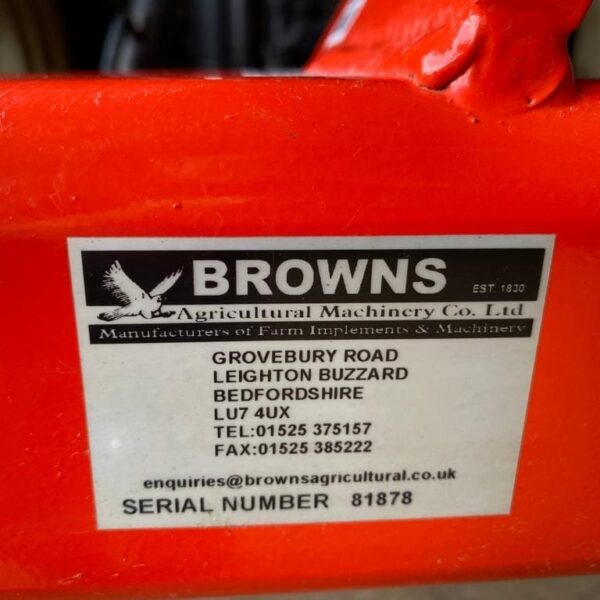 BROWNS EST. 1830
Agricultural Machinery Co. Ltd
Manufacturers of Farm Implements & Machinery
GROVEBURY ROAD
LEIGHTON BUZZARD
BEDFORDSHIRE
LU7 4UX
TEL:01525 375157
FAX:01525 385222
enquiries@brownsagricultural.co.uk
SERIAL NUMBER 81878